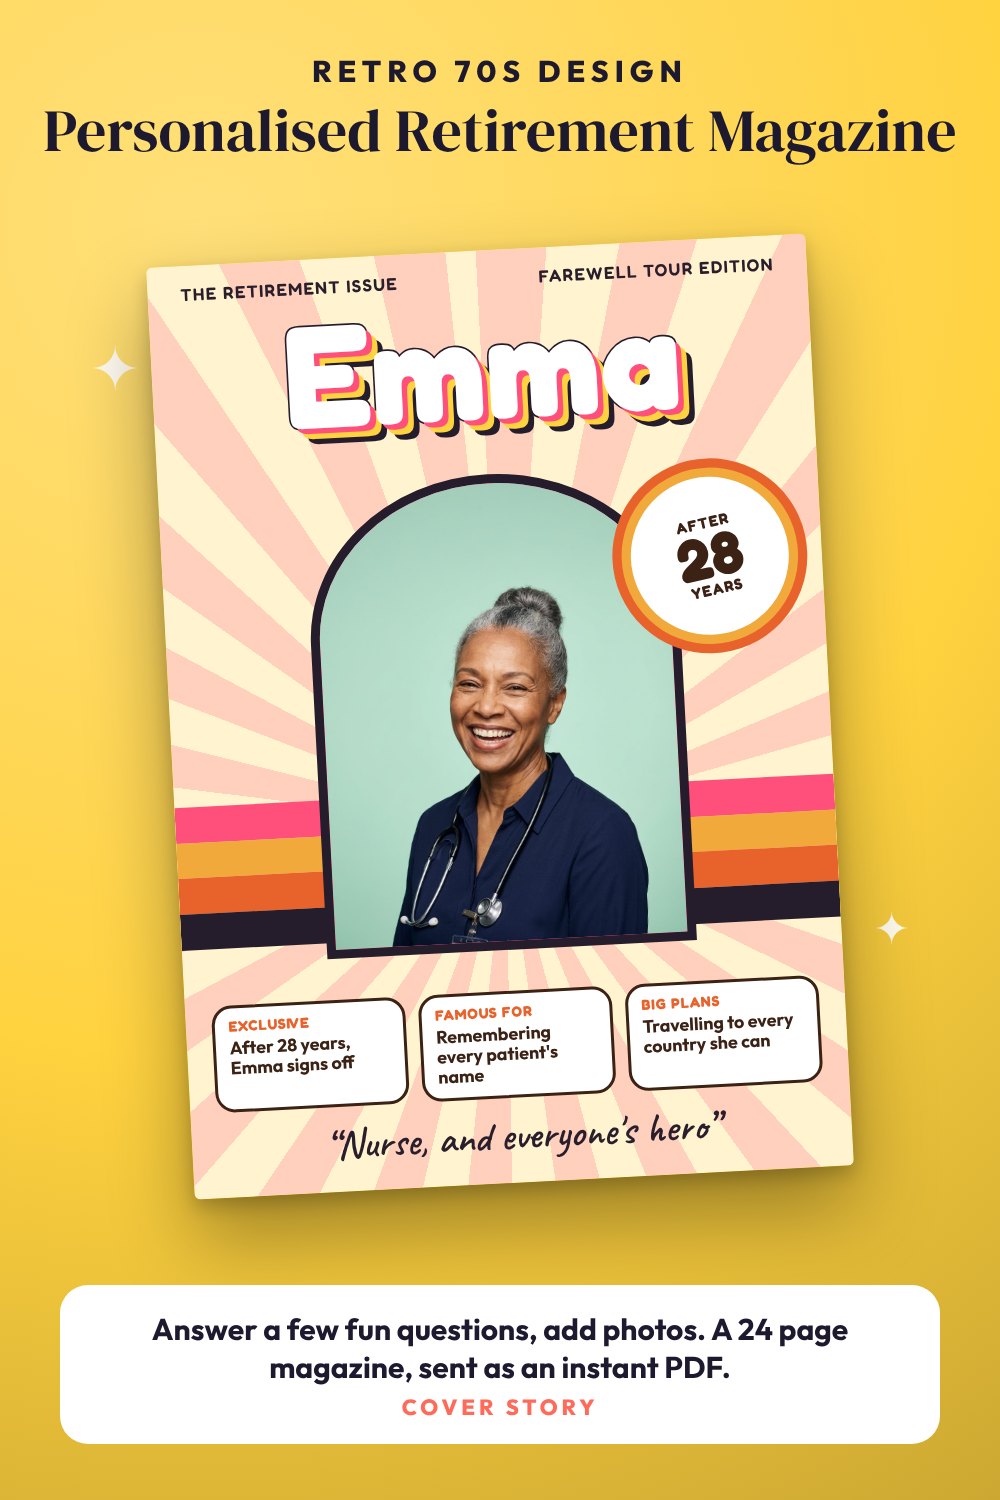 RETRO 70S DESIGN
Personalised Retirement Magazine
THE RETIREMENT ISSUE
FAREWELL TOUR EDITION
Emma
AFTER
28
YEARS
EXCLUSIVE
After 28 years,
Emma signs off
FAMOUS FOR
Remembering
every patient's
name
BIG PLANS
Travelling to every
country she can
“Nurse, and everyone's hero”
Answer a few fun questions, add photos. A 24 page
magazine, sent as an instant PDF.
COVER STORY